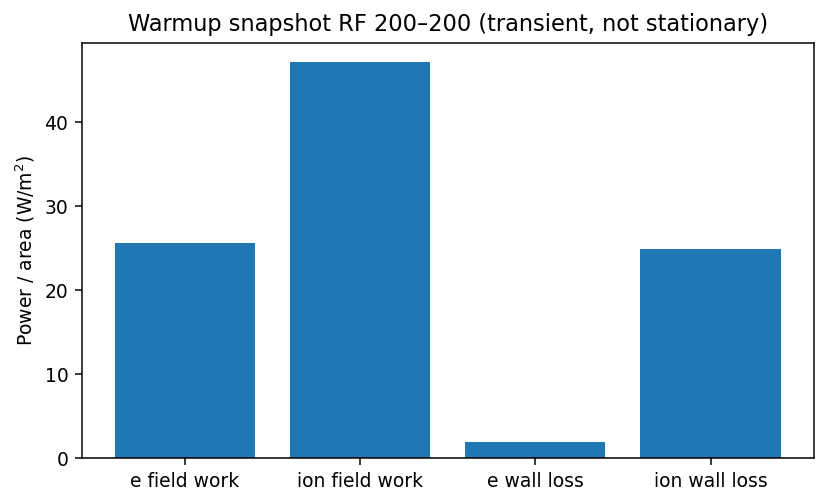 Warmup snapshot RF 200–200 (transient, not stationary)
Power / area (W/m²)
40
30
20
10
0
e field work
ion field work
e wall loss
ion wall loss